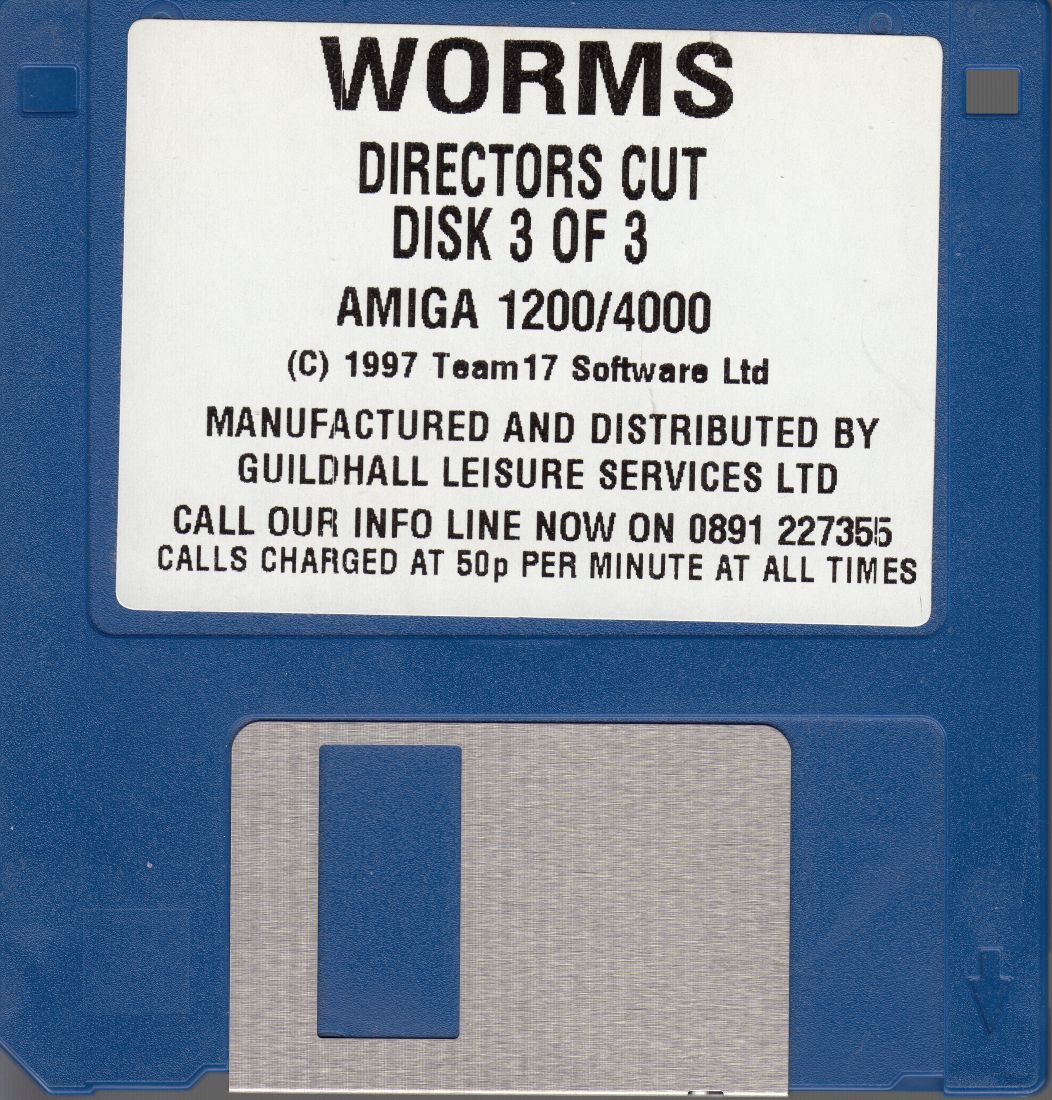 WORMS
DIRECTORS CUT
DISK 3 OF 3
AMIGA 1200/4000
(C) 1997 Team17 Software Ltd
MANUFACTURED AND DISTRIBUTED BY
GUILDHALL LEISURE SERVICES LTD
CALL OUR INFO LINE NOW ON 0891 227355
CALLS CHARGED AT 50p PER MINUTE AT ALL TIMES